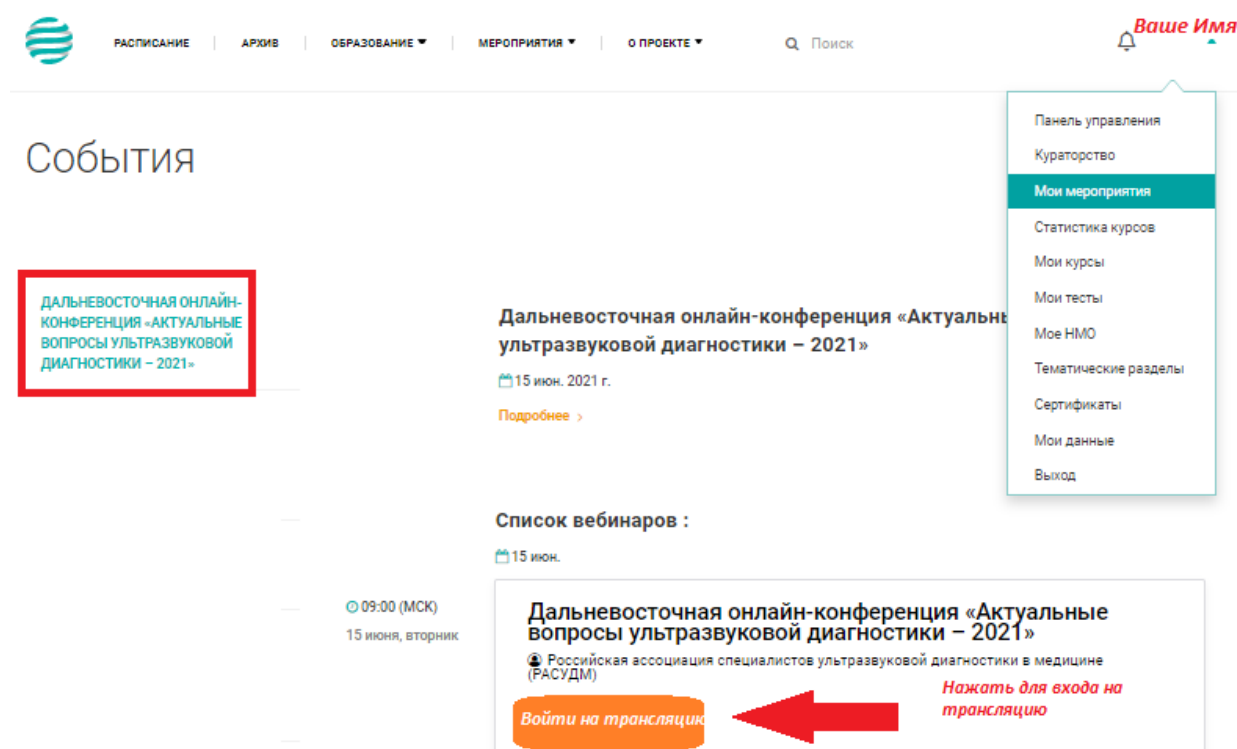 РАСПИСАНИЕ
АРХИВ
ОБРАЗОВАНИЕ
МЕРОПРИЯТИЯ
О ПРОЕКТЕ
Поиск
Ваше Имя
Панель управления
Кураторство
Мои мероприятия
Статистика курсов
Мои курсы
Мои тесты
Мое НМО
Тематические разделы
Сертификаты
Мои данные
Выход
События
ДАЛЬНЕВОСТОЧНАЯ ОНЛАЙН-
КОНФЕРЕНЦИЯ «АКТУАЛЬНЫЕ
ВОПРОСЫ УЛЬТРАЗВУКОВОЙ
ДИАГНОСТИКИ – 2021»
Дальневосточная онлайн-конференция «Актуальн
ультразвуковой диагностики – 2021»
15 июн. 2021 г.
Подробнее >
Список вебинаров :
15 июн.
09:00 (МСК)
15 июня, вторник
Дальневосточная онлайн-конференция «Актуальные
вопросы ультразвуковой диагностики – 2021»
Российская ассоциация специалистов ультразвуковой диагностики в медицине
(РАСУДМ)
Войти на трансляцию
Нажать для входа на
трансляцию